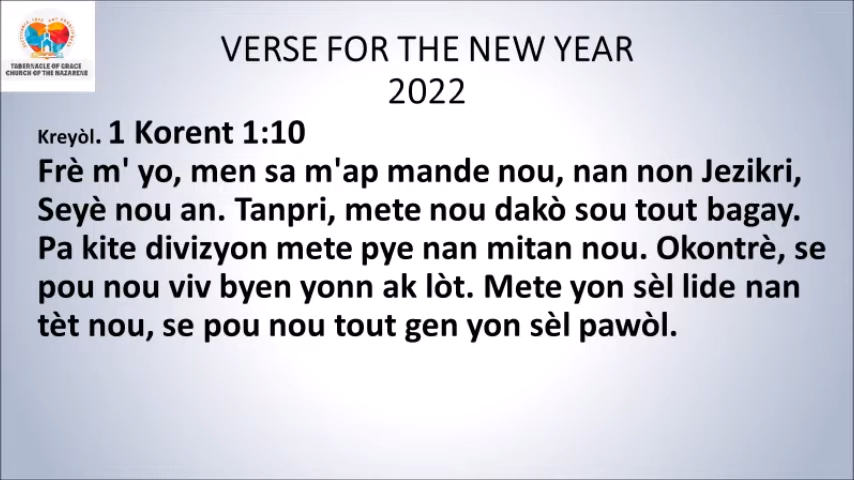 TABERNACLE OF GRACE
CHURCH OF THE NAZARENE
VERSE FOR THE NEW YEAR
2022
Kreyòl. 1 Korent 1:10
Frè m' yo, men sa m'ap mande nou, nan non Jezikri,
Seyè nou an. Tanpri, mete nou dakò sou tout bagay.
Pa kite divizyon mete pye nan mitan nou. Okontrè, se
pou nou viv byen yonn ak lòt. Mete yon sèl lide nan
tèt nou, se pou nou tout gen yon sèl pawòl.